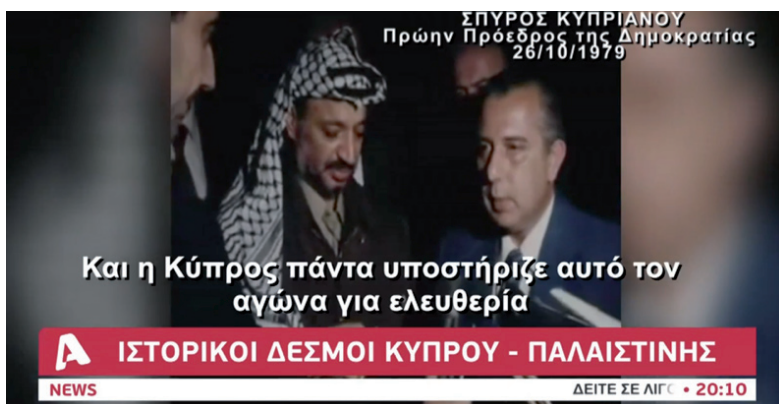 ΣΠΥΡΟΣ ΚΥΠΡΙΑΝΟΥ
Πρώην Πρόεδρος της Δημοκρατίας
26/10/1979
Και η Κύπρος πάντα υποστήριζε αυτό τον
αγώνα για ελευθερία
ΙΣΤΟΡΙΚΟΙ ΔΕΣΜΟΙ ΚΥΠΡΟΥ - ΠΑΛΑΙΣΤΙΝΗΣ
NEWS
ΔΕΙΤΕ ΣΕ • 20:10